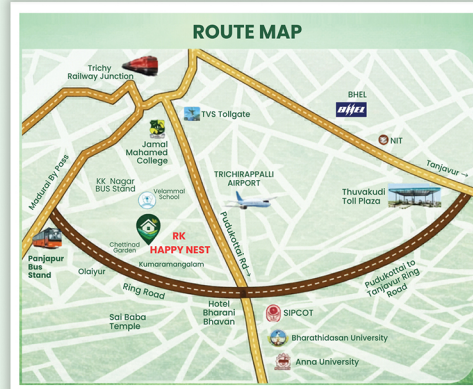 ROUTE MAP
Trichy
Railway Junction
BHEL
BHEL
TVS Tollgate
NIT
Jamal
Mahamed
College
Tanjavur →
Madurai By Pass
KK Nagar
BUS Stand
Velammal
School
TRICHIRAPPALLI
AIRPORT
Thuvakudi
Toll Plaza
Pudukottai Rd→
RK
HAPPY NEST
Chettinad
Garden
Kumaramangalam
Panjapur
Bus
Stand
Olaiyur
Ring Road
Pudukottai to
Tanjavur Ring
Road
Hotel
Bharani
Bhavan
Sai Baba
Temple
SIPCOT
Bharathidasan University
Anna University